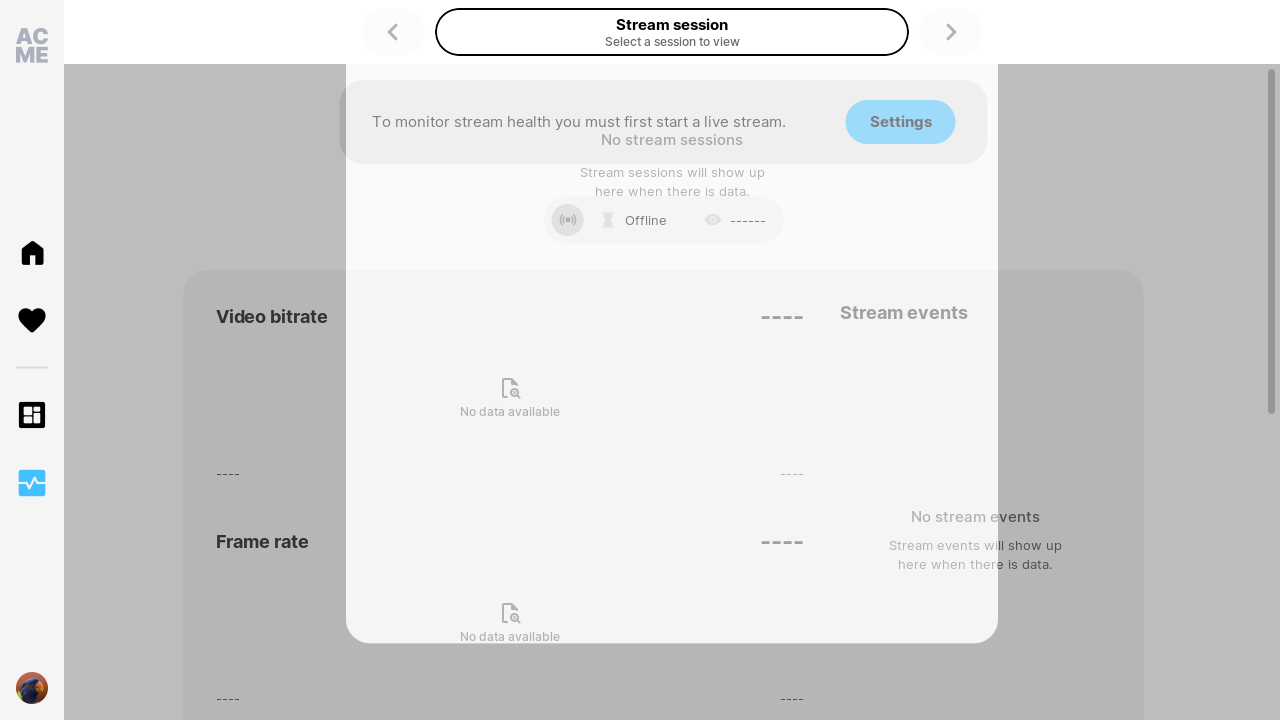 AC
ME
Stream session
Select a session to view
To monitor stream health you must first start a live stream.
Settings
No stream sessions
Stream sessions will show up
here when there is data.
Offline
------
Video bitrate
----
Stream events
No data available
----
----
No stream events
Stream events will show up
here when there is data.
Frame rate
----
No data available
----
----